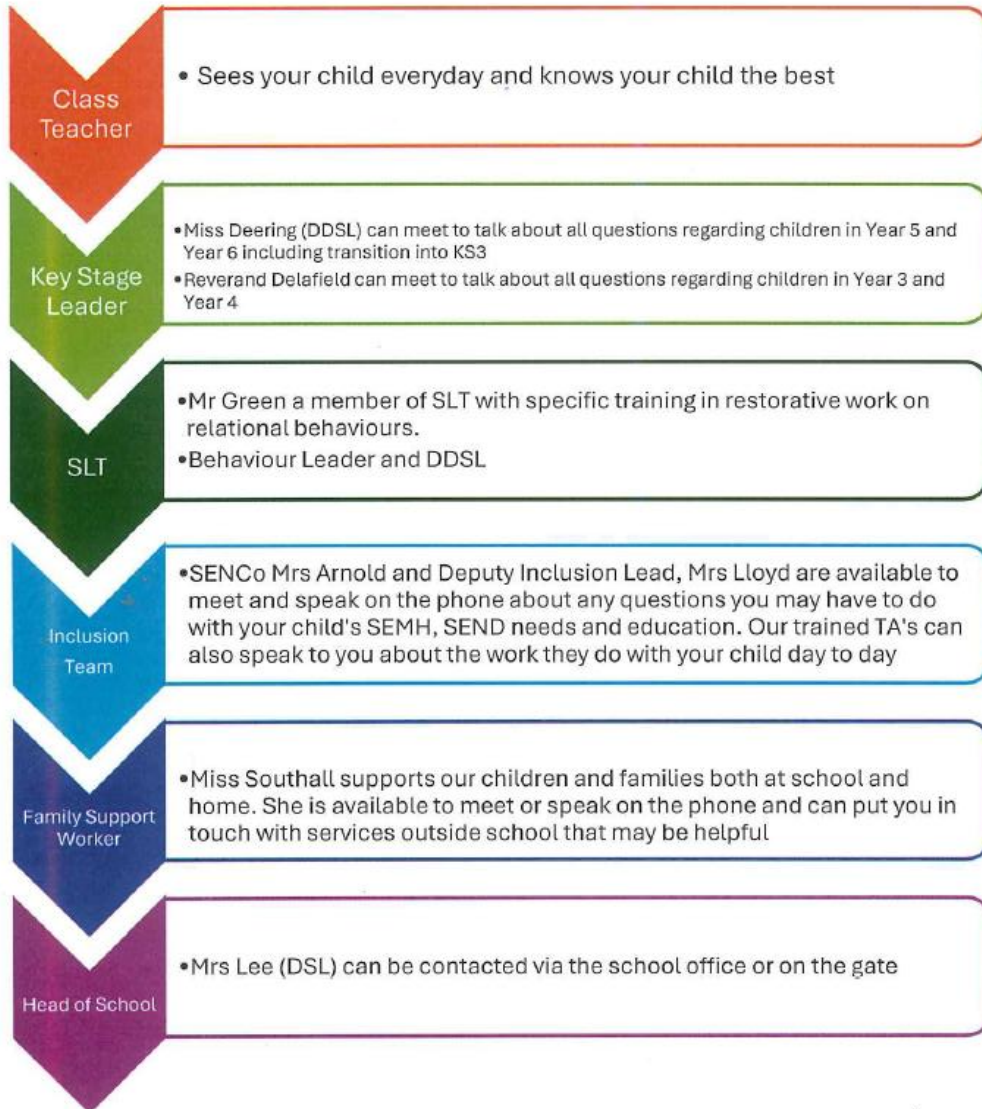 Class
Teacher
• Sees your child everyday and knows your child the best
Key Stage
Leader
•Miss Deering (DDSL) can meet to talk about all questions regarding children in Year 5 and
Year 6 including transition into KS3
•Reverand Delafield can meet to talk about all questions regarding children in Year 3 and
Year 4
SLT
•Mr Green a member of SLT with specific training in restorative work on
relational behaviours.
•Behaviour Leader and DDSL
Inclusion
Team
•SENCo Mrs Arnold and Deputy Inclusion Lead, Mrs Lloyd are available to
meet and speak on the phone about any questions you may have to do
with your child's SEMH, SEND needs and education. Our trained TA's can
also speak to you about the work they do with your child day to day
Family Support
Worker
•Miss Southall supports our children and families both at school and
home. She is available to meet or speak on the phone and can put you in
touch with services outside school that may be helpful
Head of School
•Mrs Lee (DSL) can be contacted via the school office or on the gate